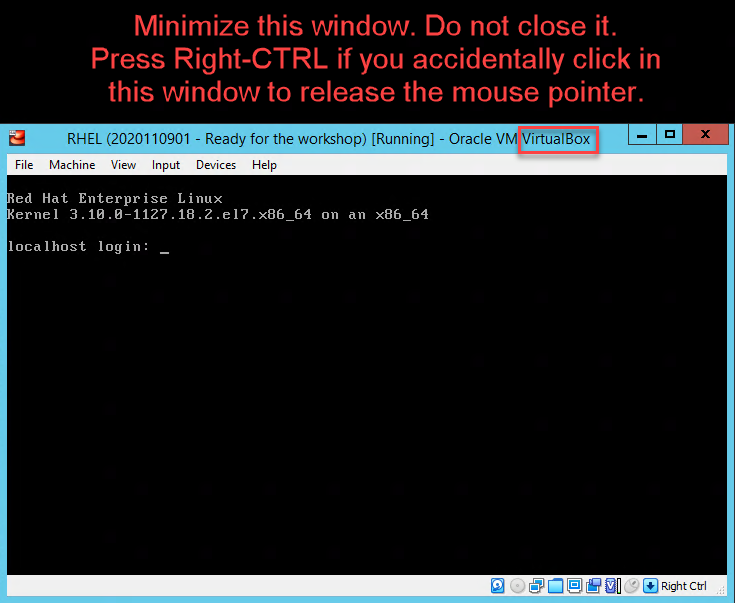 Minimize this window. Do not close it.
Press Right-CTRL if you accidentally click in
this window to release the mouse pointer.
RHEL (2020110901 - Ready for the workshop) [Running] - Oracle VM VirtualBox
File Machine View Input Devices Help
Red Hat Enterprise Linux
Kernel 3.10.0-1127.18.2.el7.x86_64 on an x86_64
localhost login: _
Right Ctrl